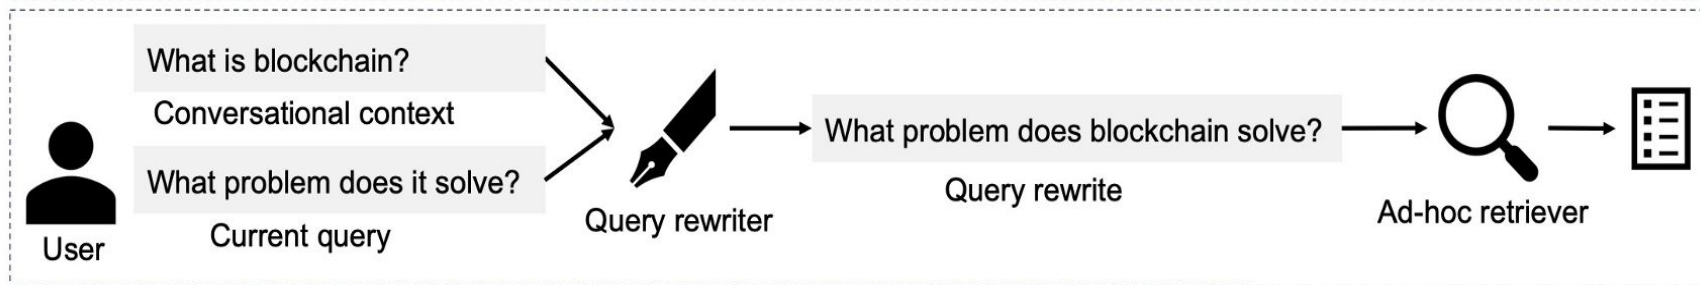 What is blockchain?
Conversational context
What problem does it solve?
Current query
User
Query rewriter
What problem does blockchain solve?
Query rewrite
Ad-hoc retriever